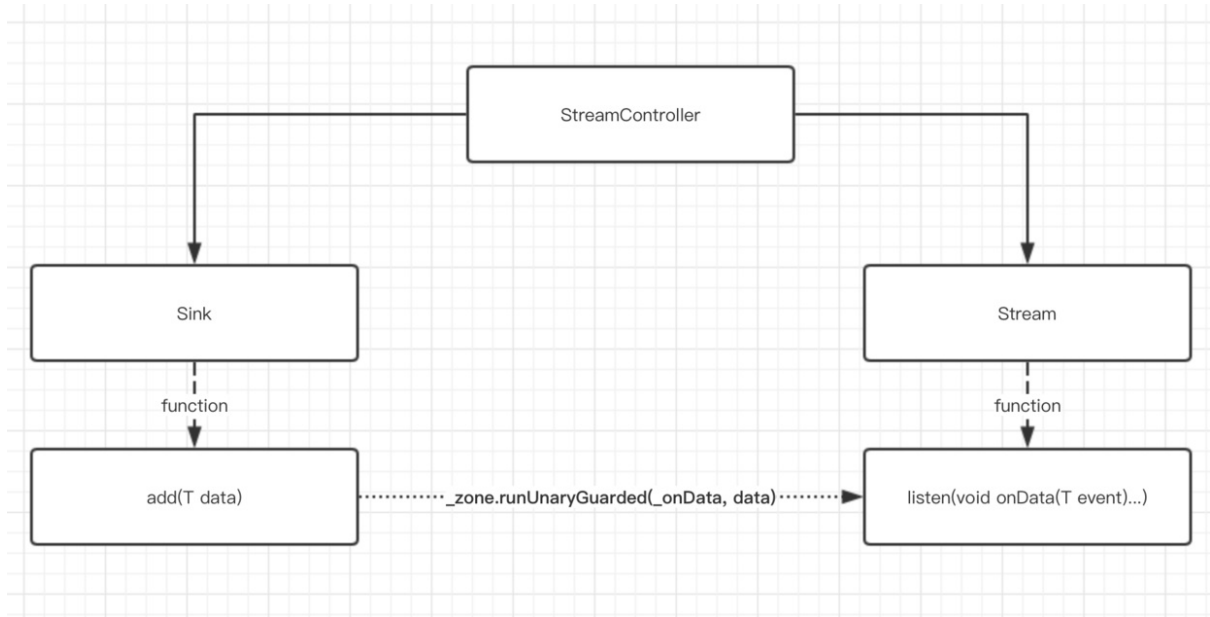 StreamController
Sink
Stream
function
function
add(T data)
_zone.runUnaryGuarded(_onData, data)
listen(void onData(T event)...)